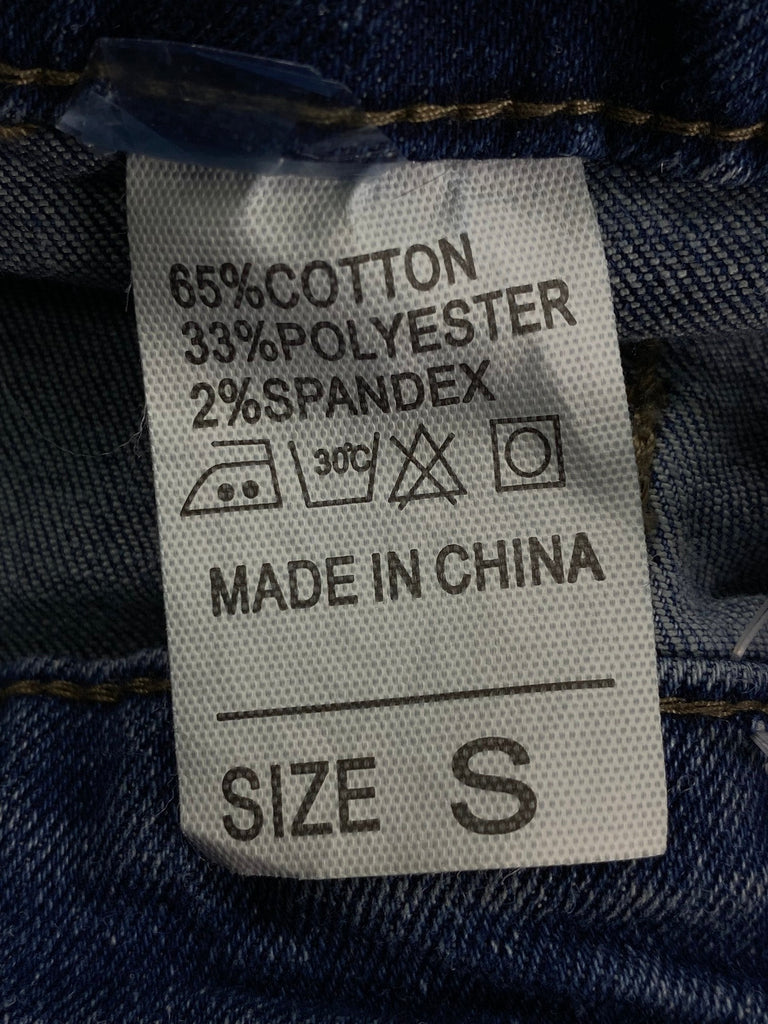 65%COTTON
33%POLYESTER
2%SPANDEX
30℃
MADE IN CHINA
SIZE S